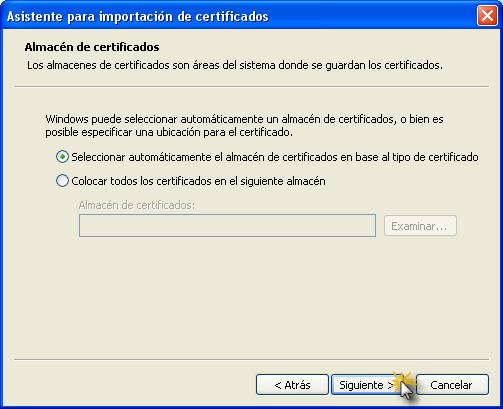 Asistente para importación de certificados
Almacén de certificados
Los almacenes de certificados son áreas del sistema donde se guardan los certificados.
Windows puede seleccionar automáticamente un almacén de certificados, o bien es
posible especificar una ubicación para el certificado.
Seleccionar automáticamente el almacén de certificados en base al tipo de certificado
Colocar todos los certificados en el siguiente almacén
Almacén de certificados:
Examinar...
< Atrás
Siguiente >
Cancelar